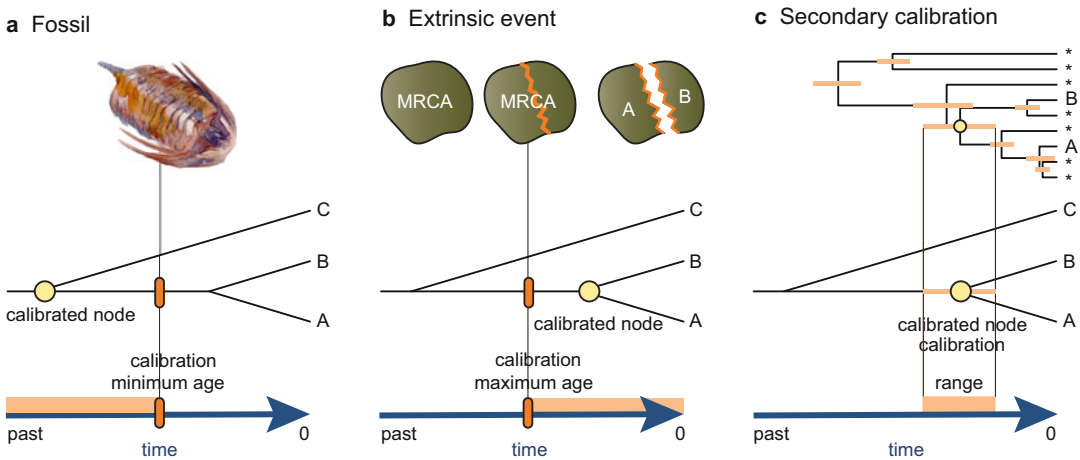 a Fossil
C
B
A
calibrated node
calibration
minimum age
past
0
time
b Extrinsic event
MRCA
MRCA
A
B
C
B
A
calibrated node
calibration
maximum age
past
0
time
c Secondary calibration
*
*
*
B
*
*
A
*
*
C
B
A
calibrated node
calibration
range
past
0
time